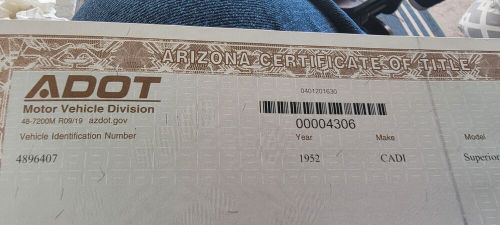 ARIZONA CERTIFICATE OF TITLE
ADOT
Motor Vehicle Division
48-7200M R09/19 azdot.gov
0401201630
00004306
Vehicle Identification Number Year Make Model
4896407 1952 CADI Superior